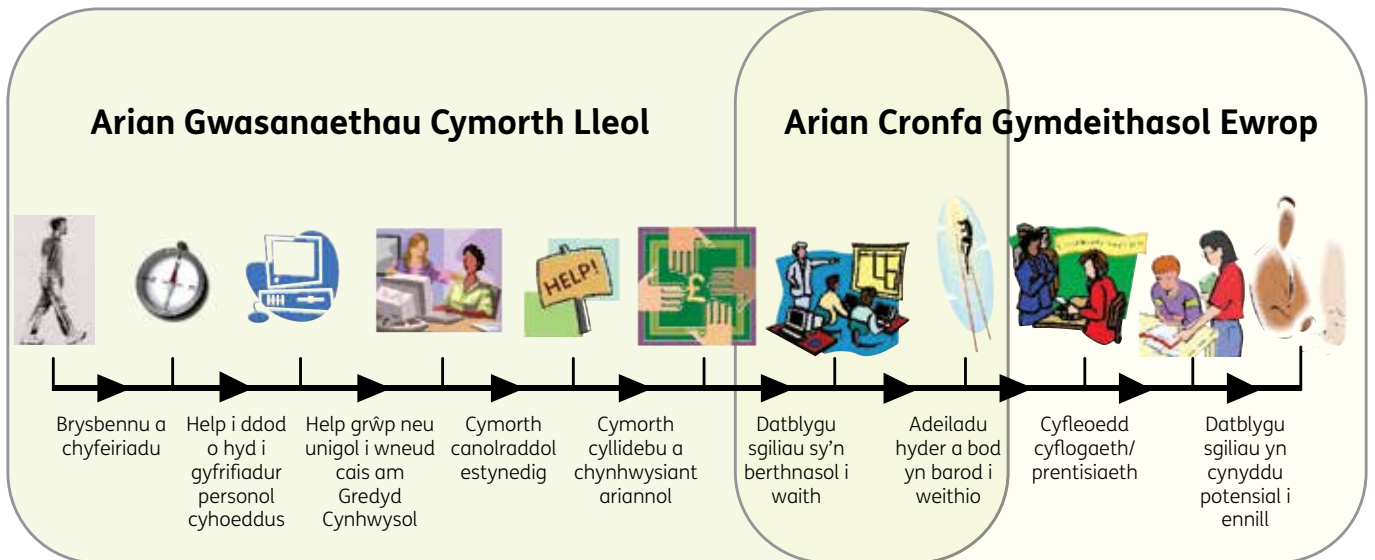 Arian Gwasanaethau Cymorth Lleol
Arian Cronfa Gymdeithasol Ewrop
HELP!
£
Brysbennu a
chyfeiriadu
Help i ddod
o hyd i
gyfrifiadur
personol
cyhoeddus
Help grŵp neu
unigol i wneud
cais am
Gredyd
Cynhwysol
Cymorth
canolraddol
estynedig
Cymorth
cyllidebu a
chynhwysiant
ariannol
Datblygu
sgiliau sy'n
berthnasol i
waith
Adeiladu
hyder a bod
yn barod i
weithio
Cyfleoedd
cyflogaeth/
prentisiaeth
Datblygu
sgiliau yn
cynyddu
potensial i
ennill